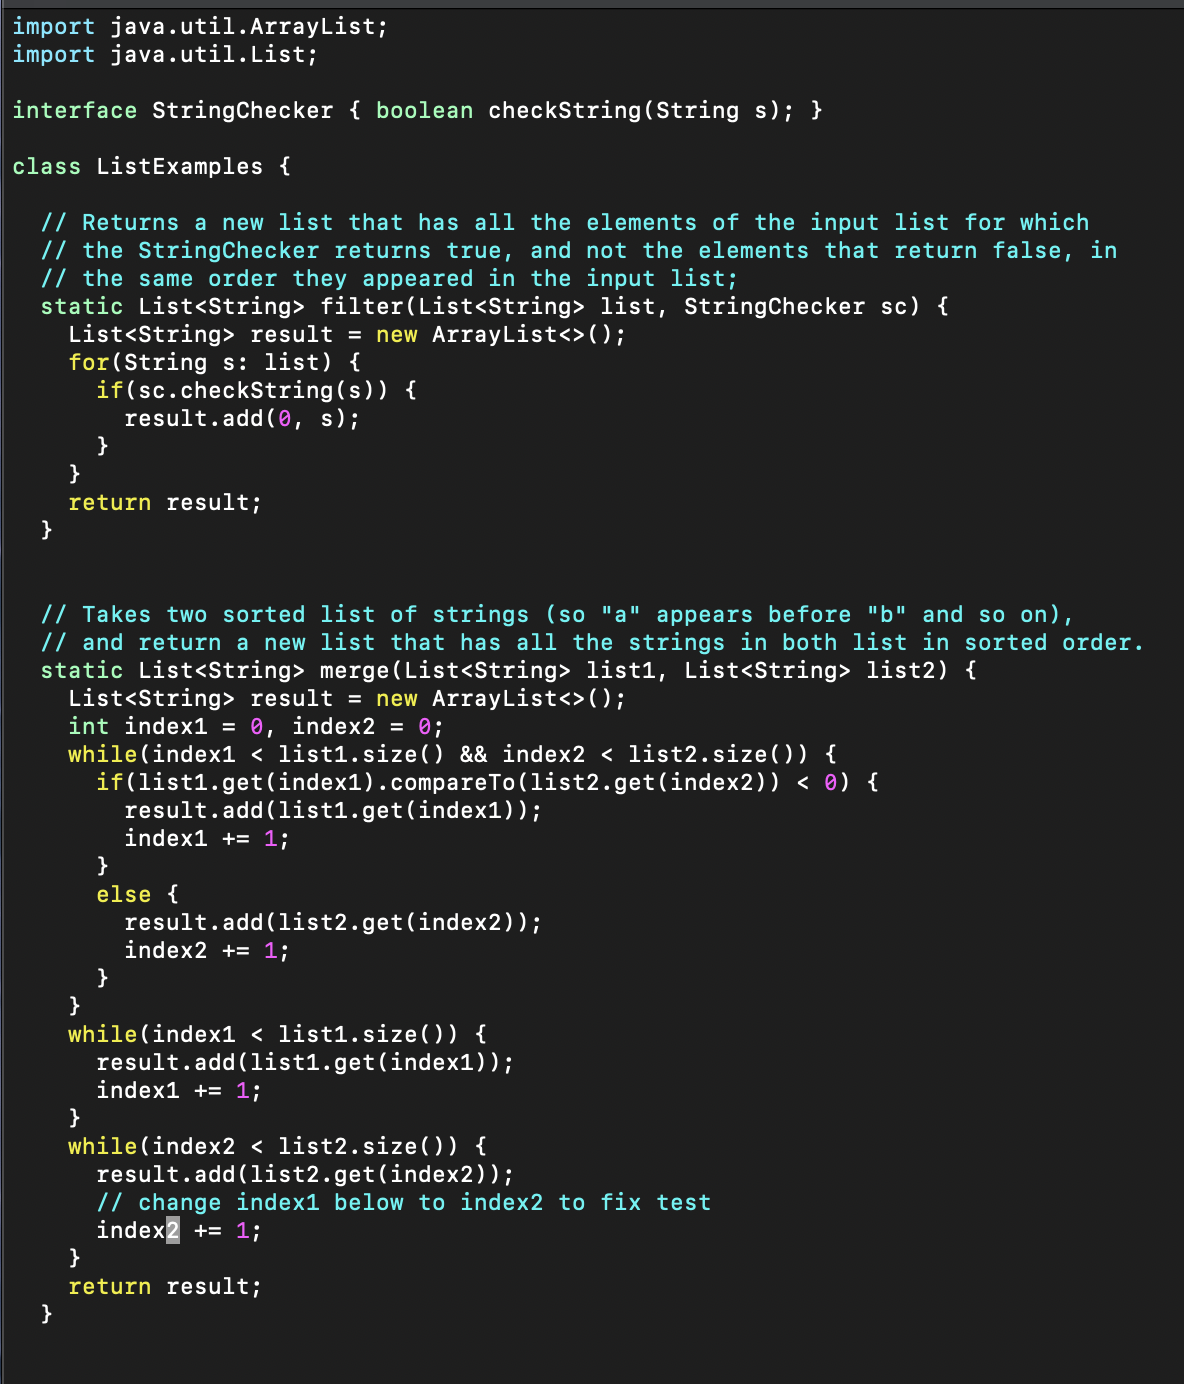 import java.util.ArrayList;
import java.util.List;

interface StringChecker { boolean checkString(String s); }

class ListExamples {

  // Returns a new list that has all the elements of the input list for which
  // the StringChecker returns true, and not the elements that return false, in
  // the same order they appeared in the input list;
  static List<String> filter(List<String> list, StringChecker sc) {
    List<String> result = new ArrayList<>();
    for(String s: list) {
      if(sc.checkString(s)) {
        result.add(0, s);
      }
    }
    return result;
  }


  // Takes two sorted list of strings (so "a" appears before "b" and so on),
  // and return a new list that has all the strings in both list in sorted order.
  static List<String> merge(List<String> list1, List<String> list2) {
    List<String> result = new ArrayList<>();
    int index1 = 0, index2 = 0;
    while(index1 < list1.size() && index2 < list2.size()) {
      if(list1.get(index1).compareTo(list2.get(index2)) < 0) {
        result.add(list1.get(index1));
        index1 += 1;
      }
      else {
        result.add(list2.get(index2));
        index2 += 1;
      }
    }
    while(index1 < list1.size()) {
      result.add(list1.get(index1));
      index1 += 1;
    }
    while(index2 < list2.size()) {
      result.add(list2.get(index2));
      // change index1 below to index2 to fix test
      index2 += 1;
    }
    return result;
  }